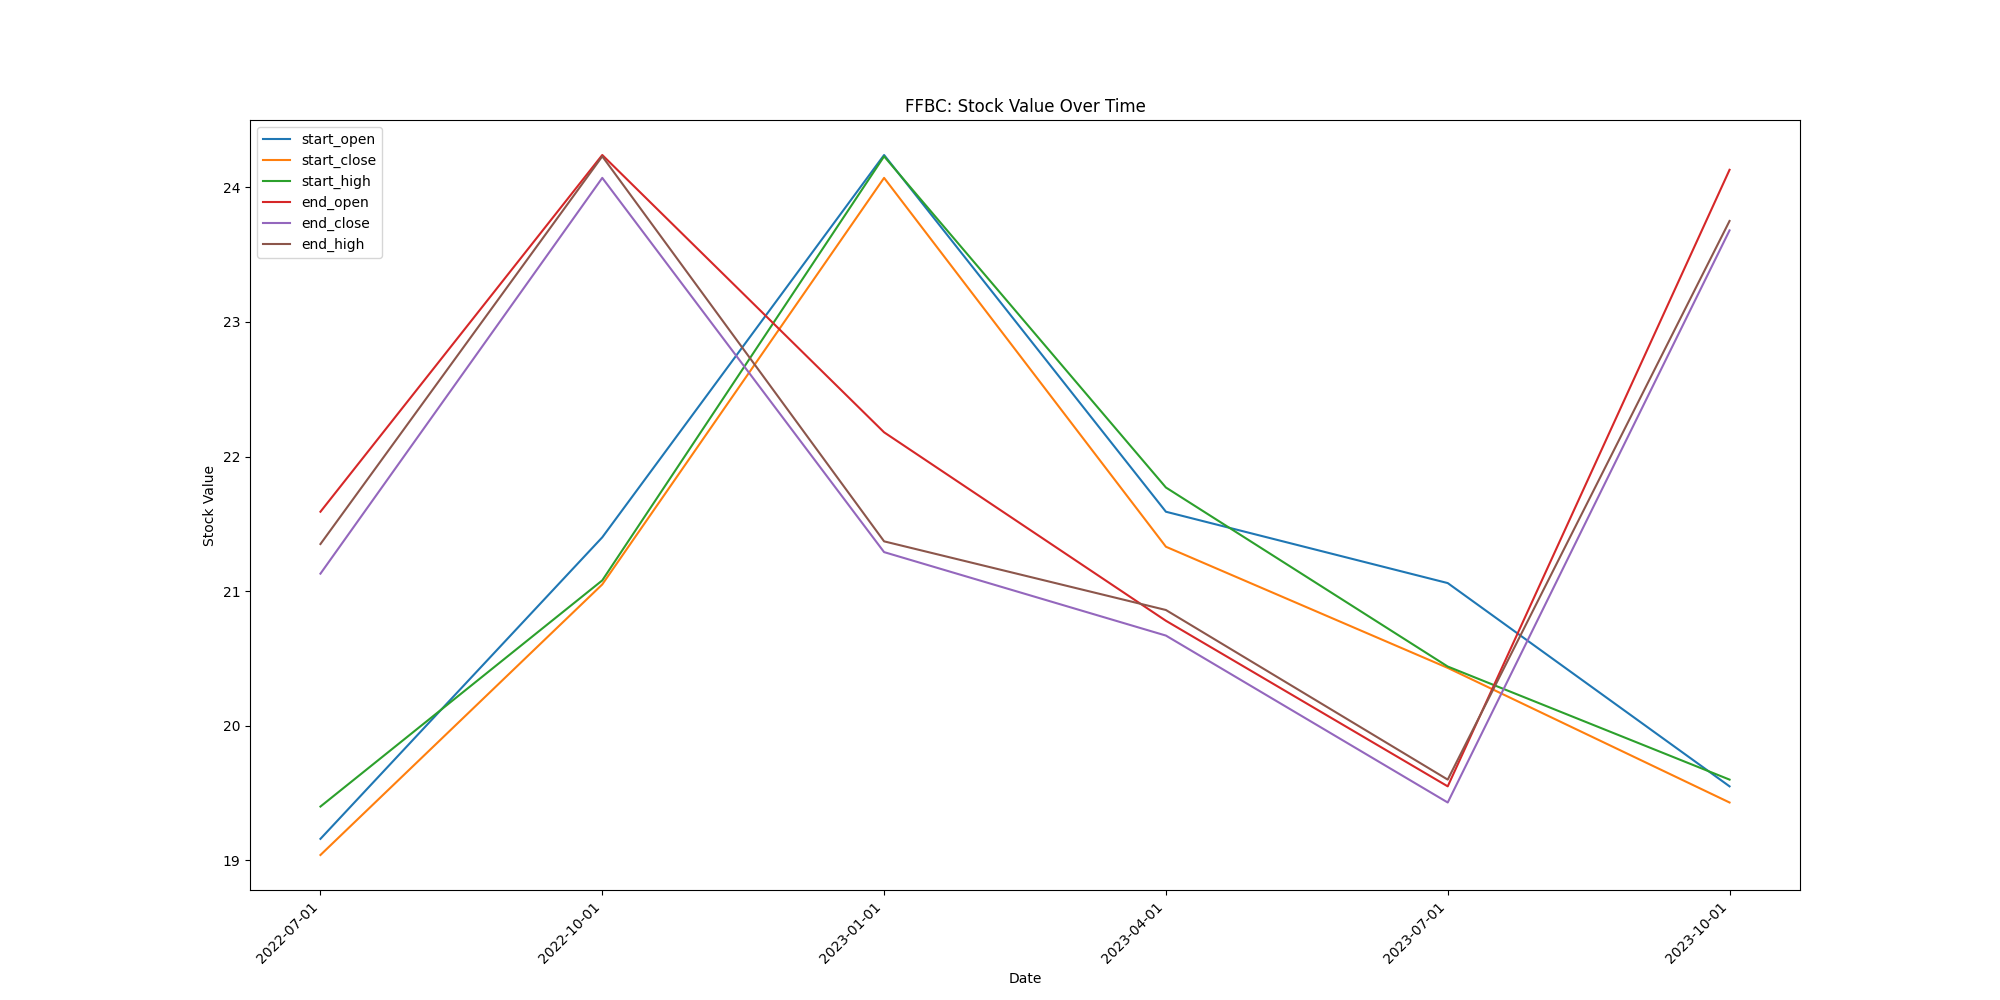 FFBC: Stock Value Over Time
start_open
start_close
start_high
end_open
end_close
end_high
24
23
22
21
20
19
Stock Value
2022-07-01
2022-10-01
2023-01-01
2023-04-01
2023-07-01
2023-10-01
Date